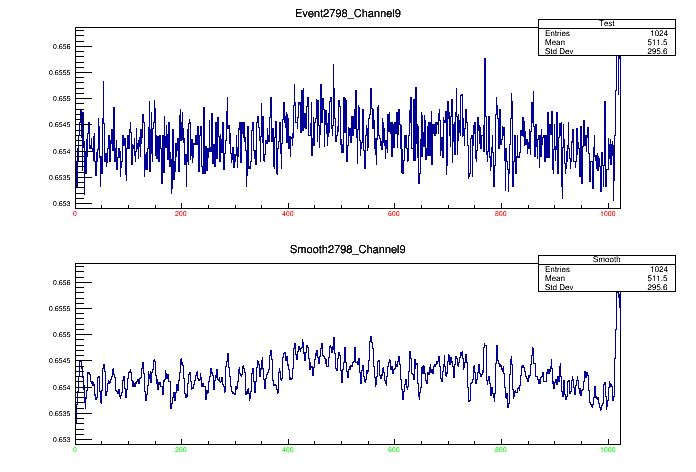 Event2798_Channel9
Test
Entries 1024
Mean 511.5
Std Dev 295.6
0.656
0.6555
0.655
0.6545
0.654
0.6535
0.653
0 200 400 600 800 1000
Smooth2798_Channel9
Smooth
Entries 1024
Mean 511.5
Std Dev 295.6
0.656
0.6555
0.655
0.6545
0.654
0.6535
0.653
0 200 400 600 800 1000